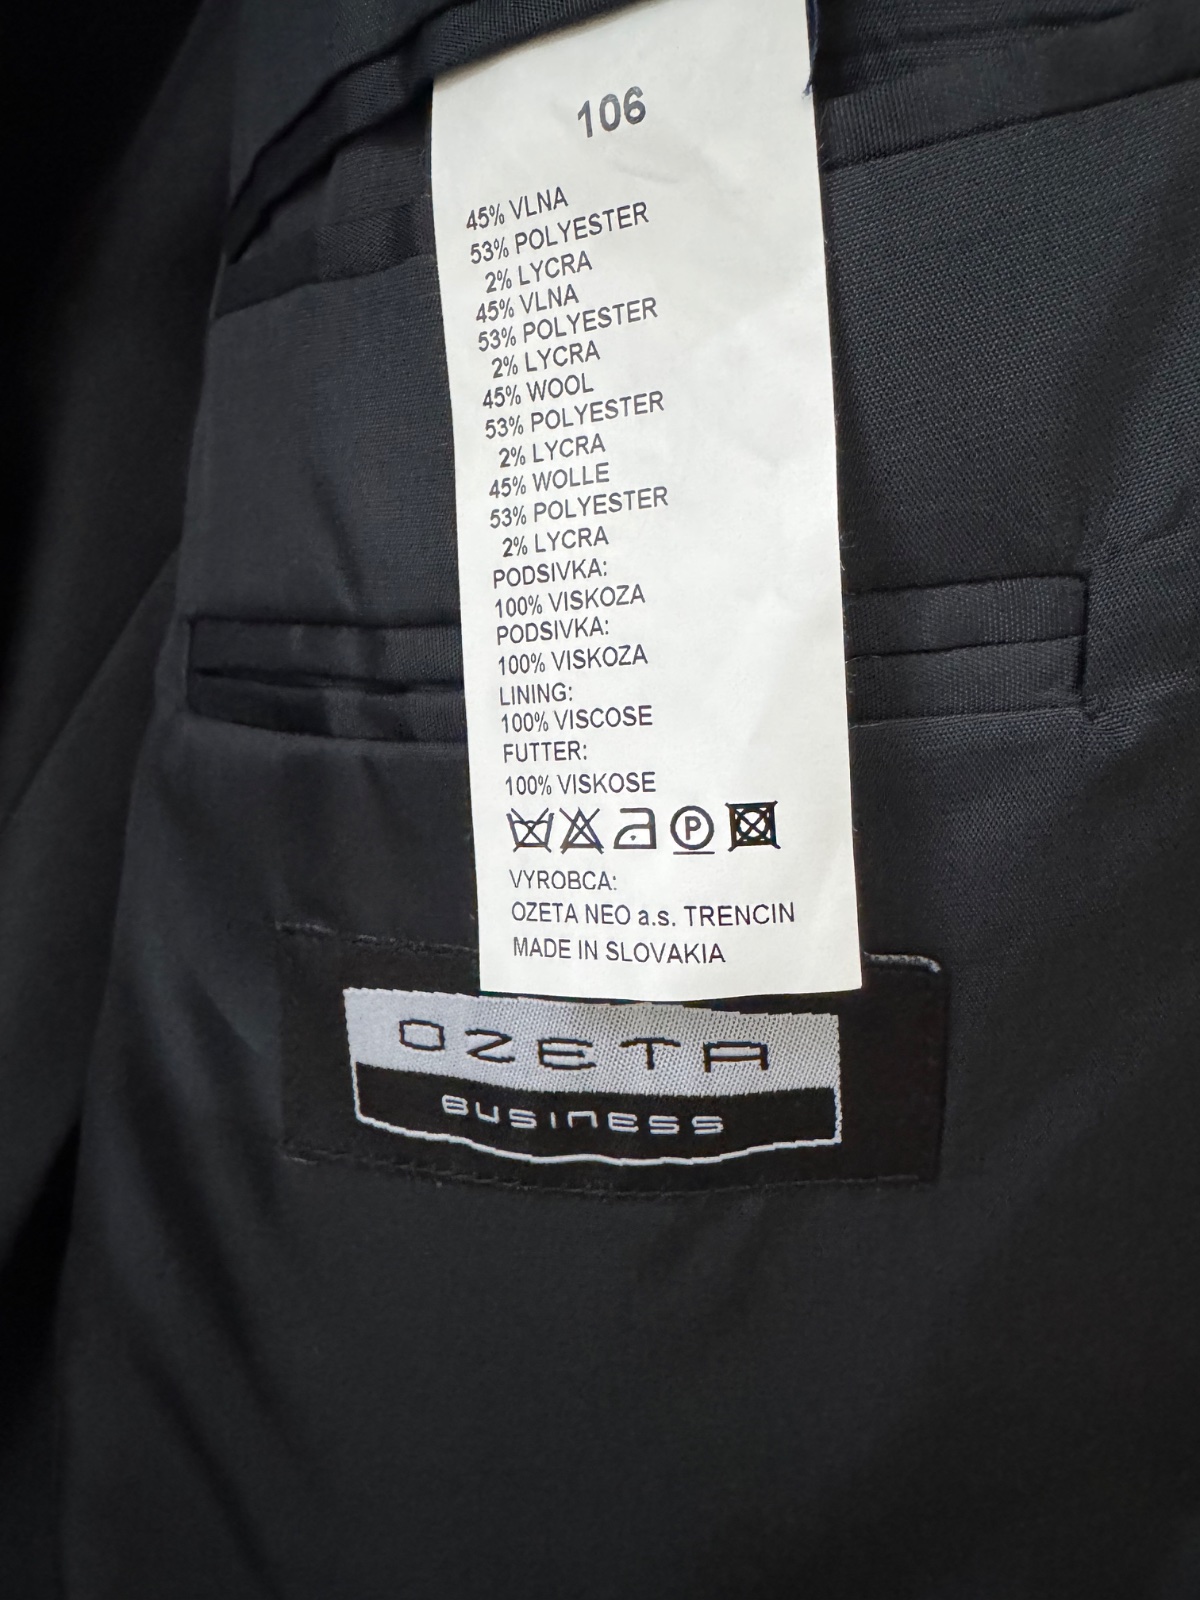 106
45% VLNA
53% POLYESTER
2% LYCRA
45% VLNA
53% POLYESTER
2% LYCRA
45% WOOL
53% POLYESTER
2% LYCRA
45% WOLLE
53% POLYESTER
2% LYCRA
PODSIVKA:
100% VISKOZA
PODSIVKA:
100% VISKOZA
LINING:
100% VISCOSE
FUTTER:
100% VISKOSE
P
VYROBCA:
OZETA NEO a.s. TRENCIN
MADE IN SLOVAKIA
OZETA
BUSINESS